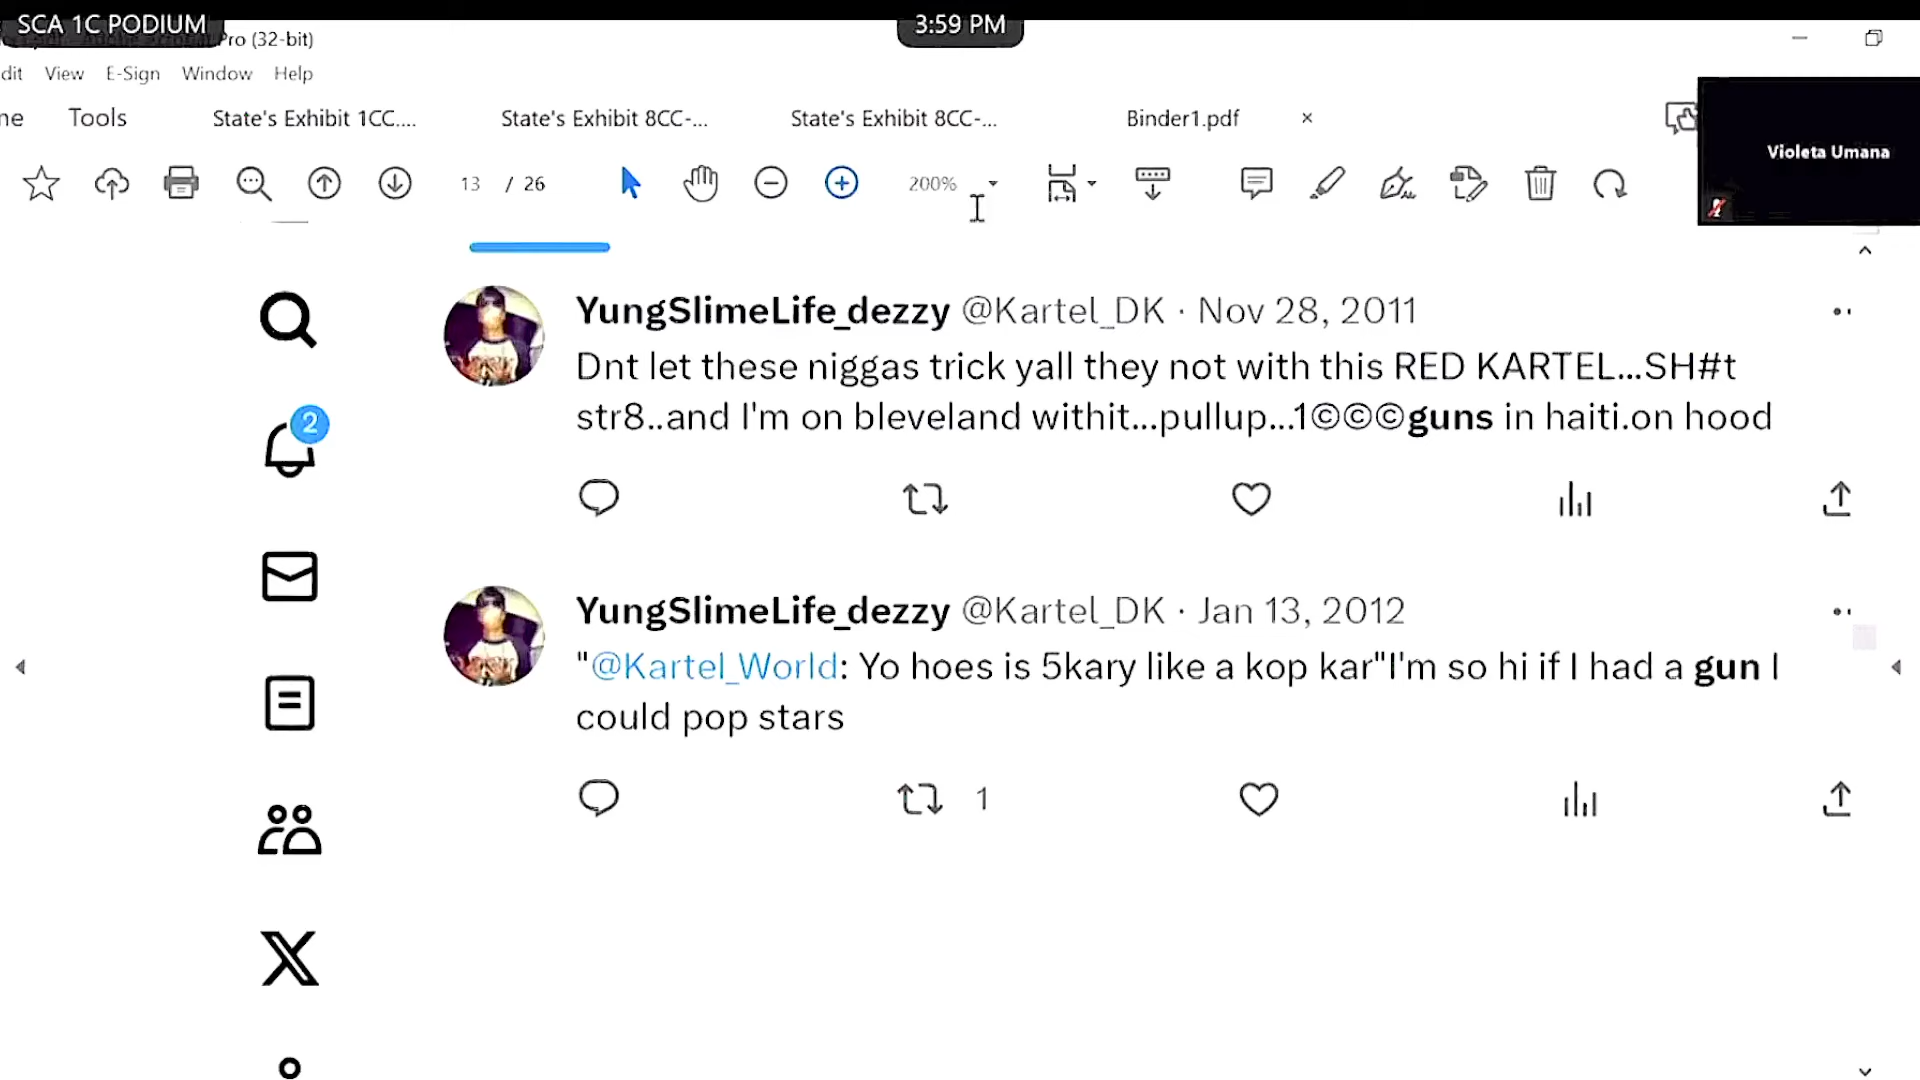 SCA 1C PODIUM
3:59 PM
Pro (32-bit)
dit View E-Sign Window Help
me Tools State's Exhibit 1CC.... State's Exhibit 8CC-... State's Exhibit 8CC-... Binder1.pdf ×
Violeta Umana
13 / 26 200%
YungSlimeLife_dezzy @Kartel_DK · Nov 28, 2011
Dnt let these niggas trick yall they not with this RED KARTEL...SH#t
str8..and I'm on bleveland withit...pullup...1©©©guns in haiti.on hood
2
YungSlimeLife_dezzy @Kartel_DK · Jan 13, 2012
"@Kartel_World: Yo hoes is 5kary like a kop kar"I'm so hi if I had a gun I
could pop stars
1